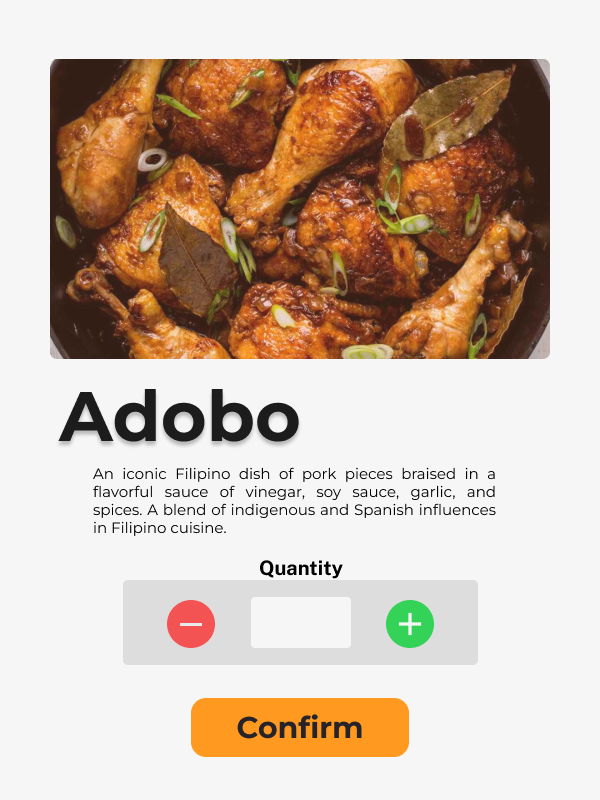 Adobo
An iconic Filipino dish of pork pieces braised in a
flavorful sauce of vinegar, soy sauce, garlic, and
spices. A blend of indigenous and Spanish influences
in Filipino cuisine.
Quantity
Confirm